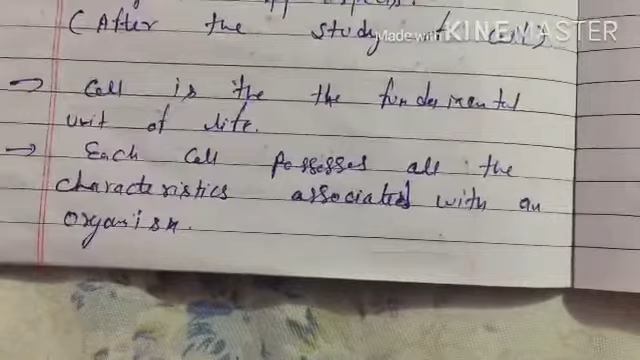 (After the study
Made with KINEMASTER
→ Cell is the the fundamental
unit of life.
→ Each cell possesses all the
characteristics associated with an
organism.